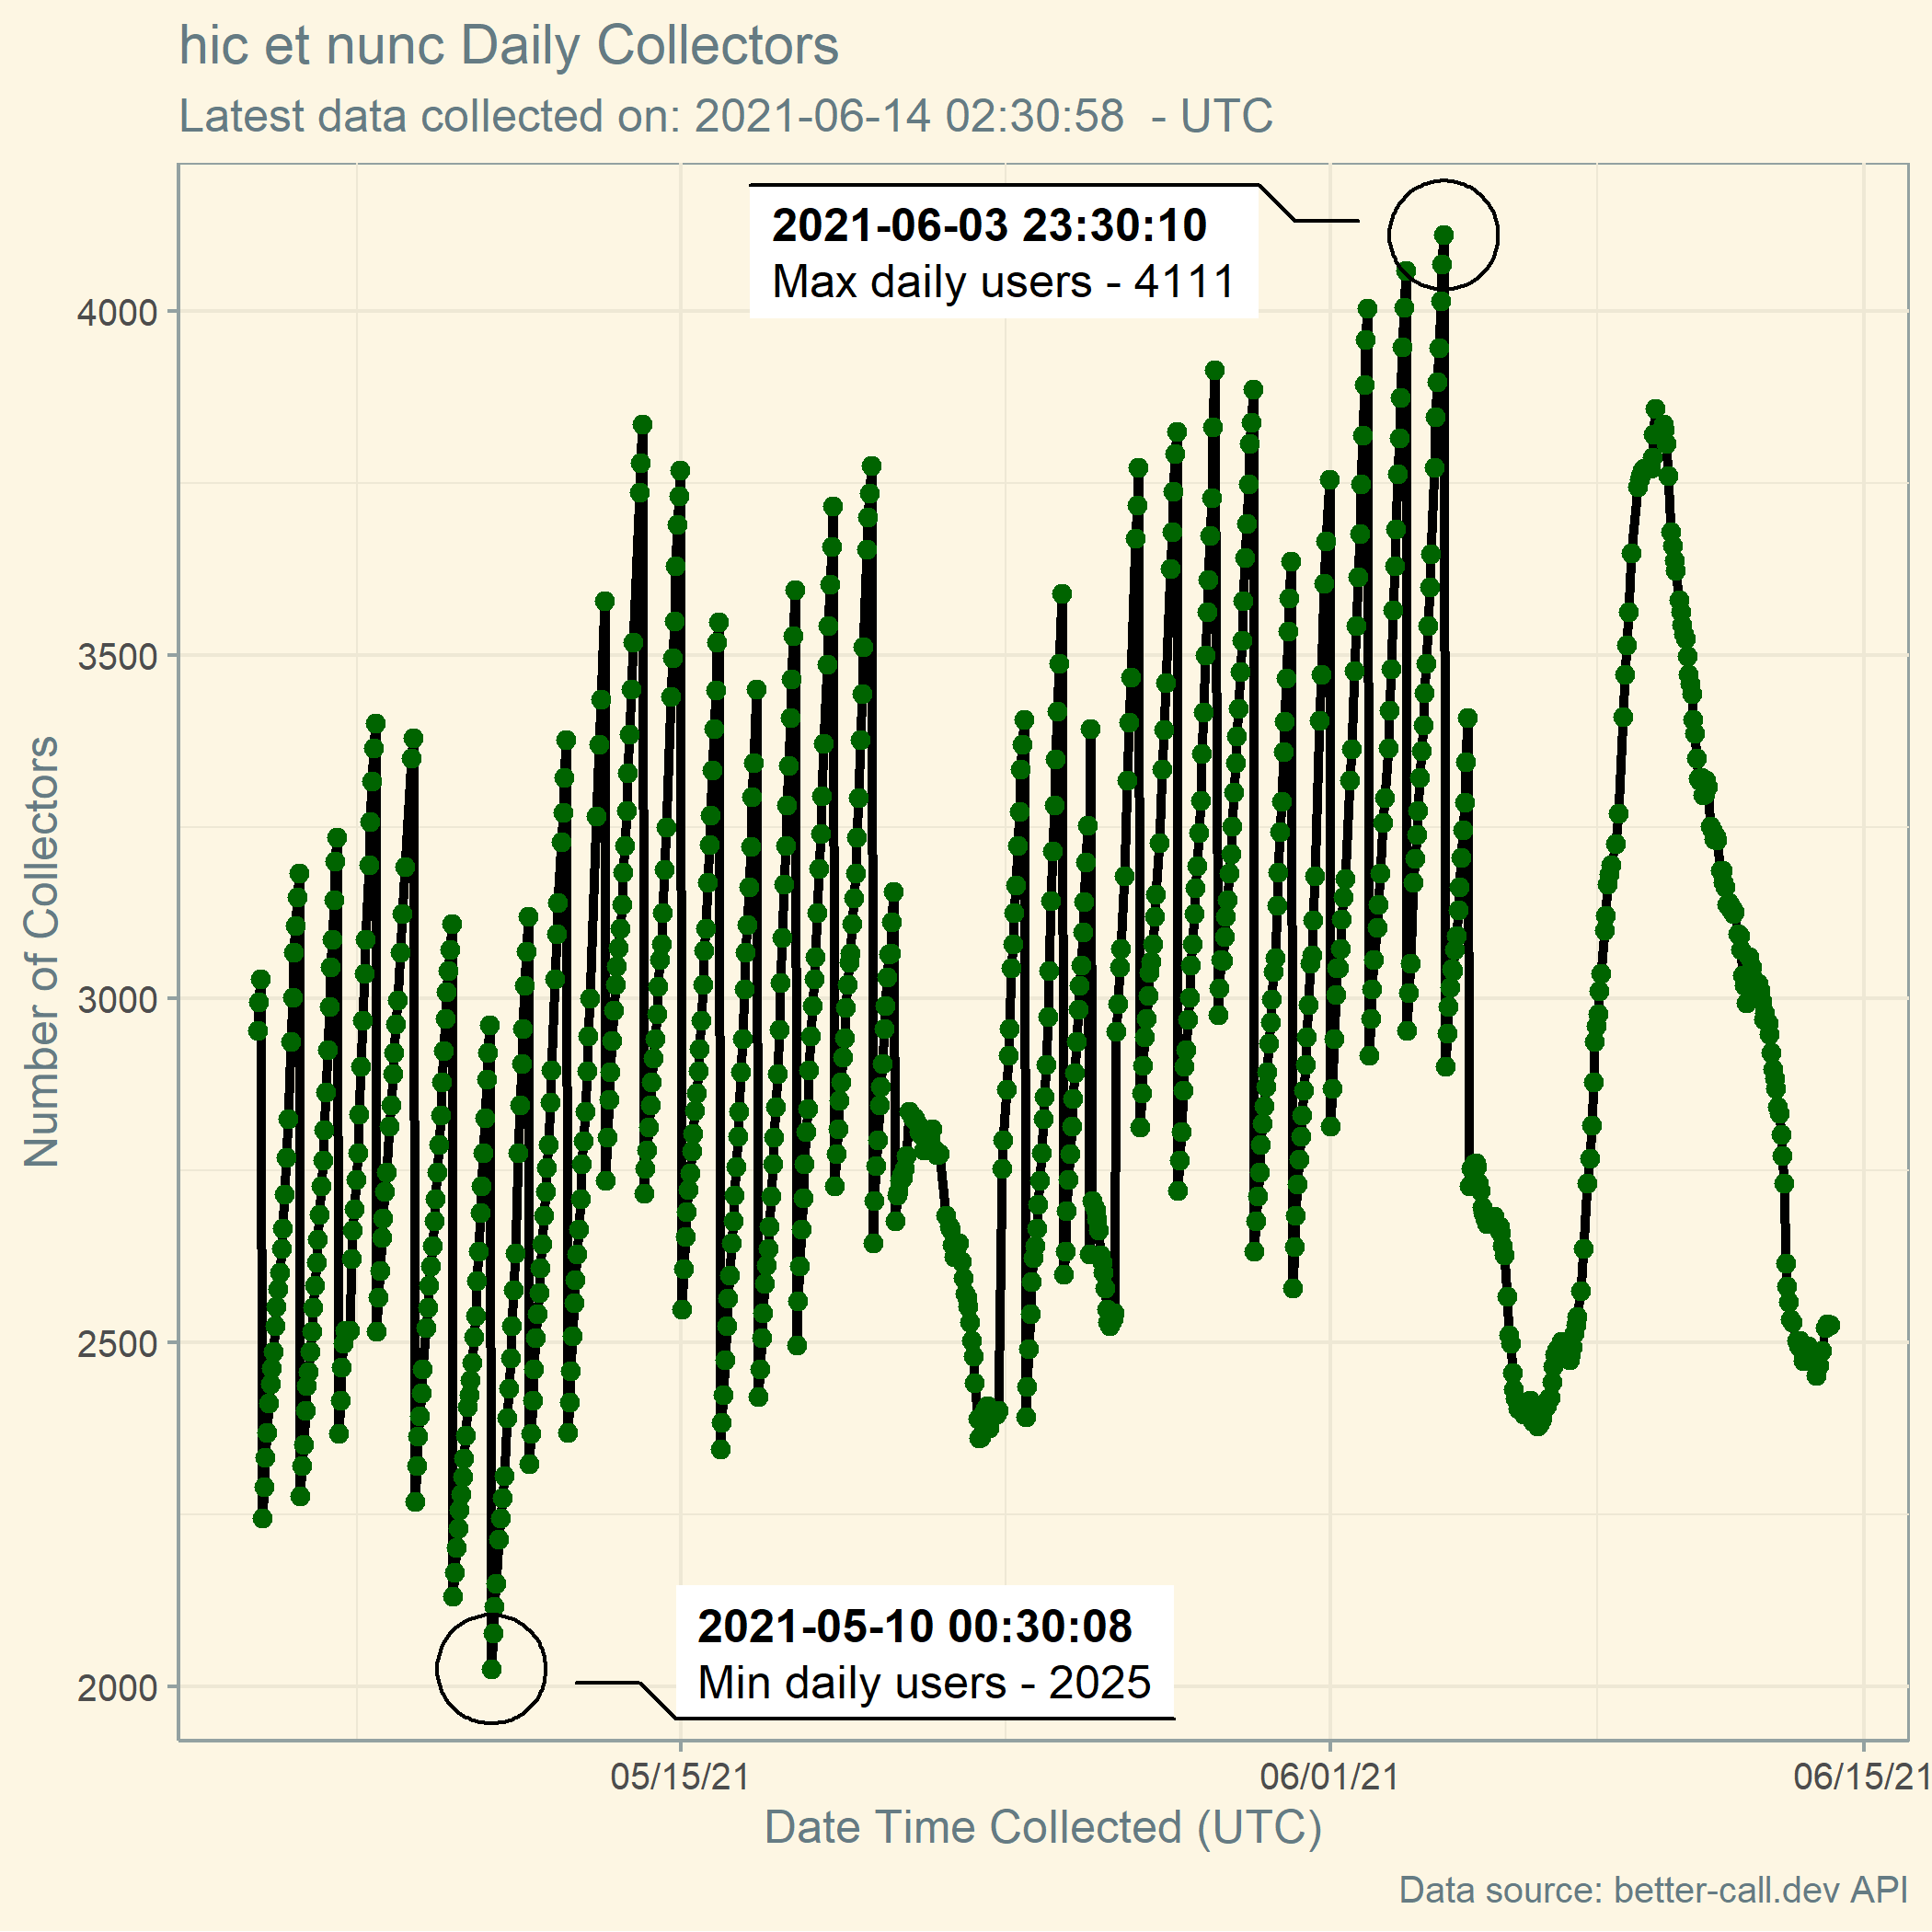 hic et nunc Daily Collectors
Latest data collected on: 2021-06-14 02:30:58  - UTC
2021-06-03 23:30:10
Max daily users - 4111
4000
3500
3000
2500
2000
Number of Collectors
2021-05-10 00:30:08
Min daily users - 2025
05/15/21
06/01/21
06/15/21
Date Time Collected (UTC)
Data source: better-call.dev API